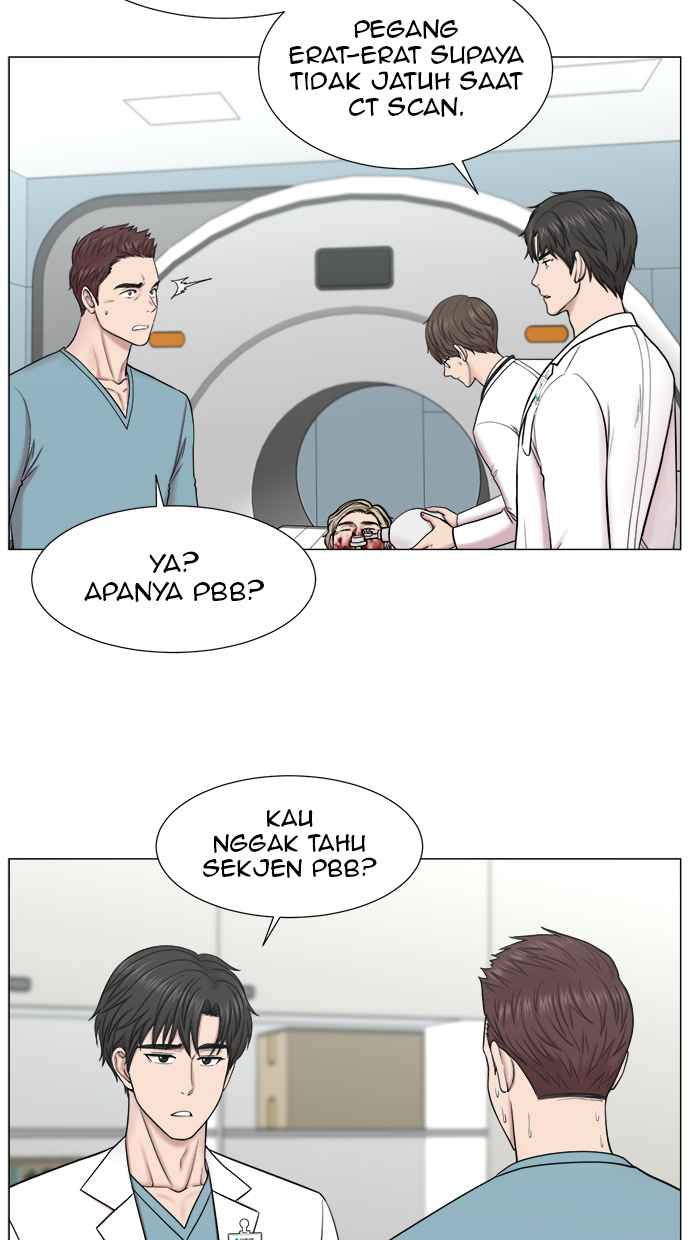 PEGANG
ERAT-ERAT SUPAYA
TIDAK JATUH SAAT
CT SCAN.
YA?
APANYA PBB?
KAU
NGGAK TAHU
SEKJEN PBB?